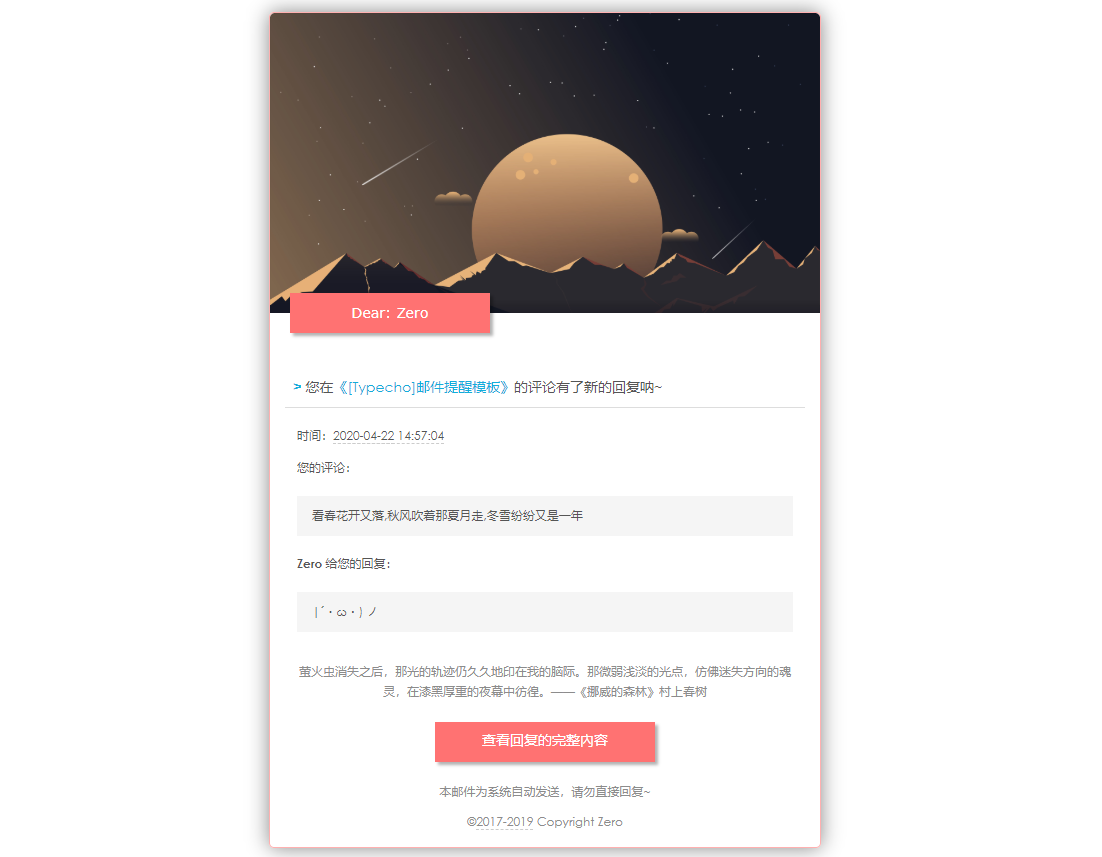 Dear: Zero
> 您在《[Typecho]邮件提醒模板》的评论有了新的回复呐~
时间：2020-04-22 14:57:04
您的评论：
看春花开又落,秋风吹着那夏月走,冬雪纷纷又是一年
Zero 给您的回复：
|´・ω・)ノ
萤火虫消失之后，那光的轨迹仍久久地印在我的脑际。那微弱浅淡的光点，仿佛迷失方向的魂
灵，在漆黑厚重的夜幕中彷徨。——《挪威的森林》村上春树
查看回复的完整内容
本邮件为系统自动发送，请勿直接回复~
©2017-2019 Copyright Zero